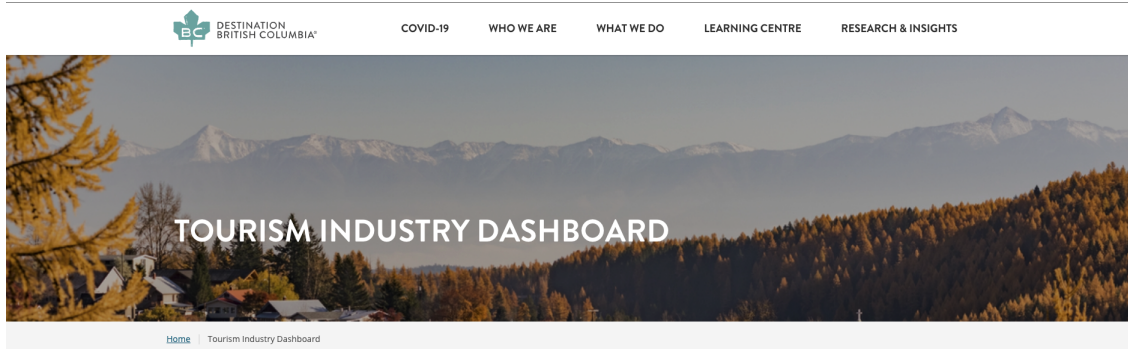 BC
DESTINATION
BRITISH COLUMBIA®
COVID-19 WHO WE ARE WHAT WE DO LEARNING CENTRE RESEARCH & INSIGHTS
TOURISM INDUSTRY DASHBOARD
Home | Tourism Industry Dashboard